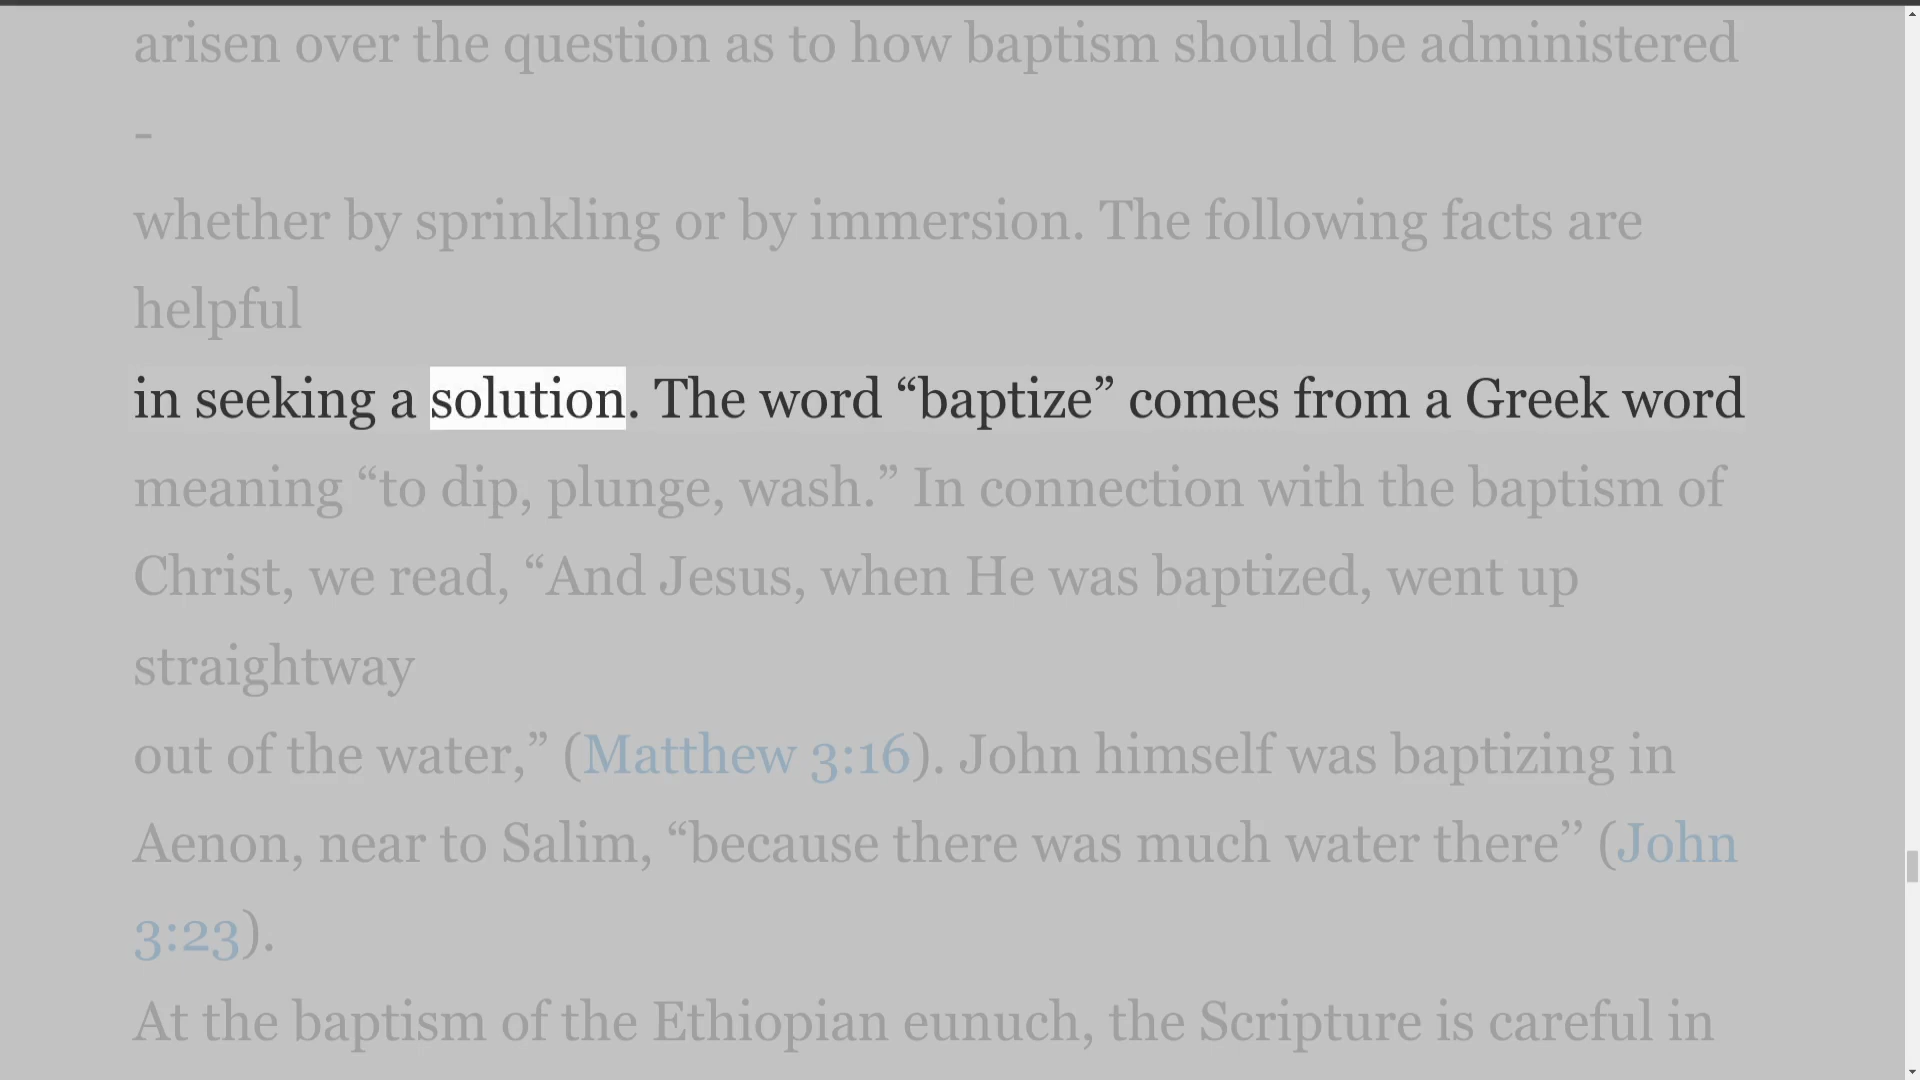 arisen over the question as to how baptism should be administered
-
whether by sprinkling or by immersion. The following facts are
helpful
in seeking a solution. The word “baptize” comes from a Greek word
meaning “to dip, plunge, wash.” In connection with the baptism of
Christ, we read, “And Jesus, when He was baptized, went up
straightway
out of the water,” (Matthew 3:16). John himself was baptizing in
Aenon, near to Salim, “because there was much water there’’ (John
3:23).
At the baptism of the Ethiopian eunuch, the Scripture is careful in